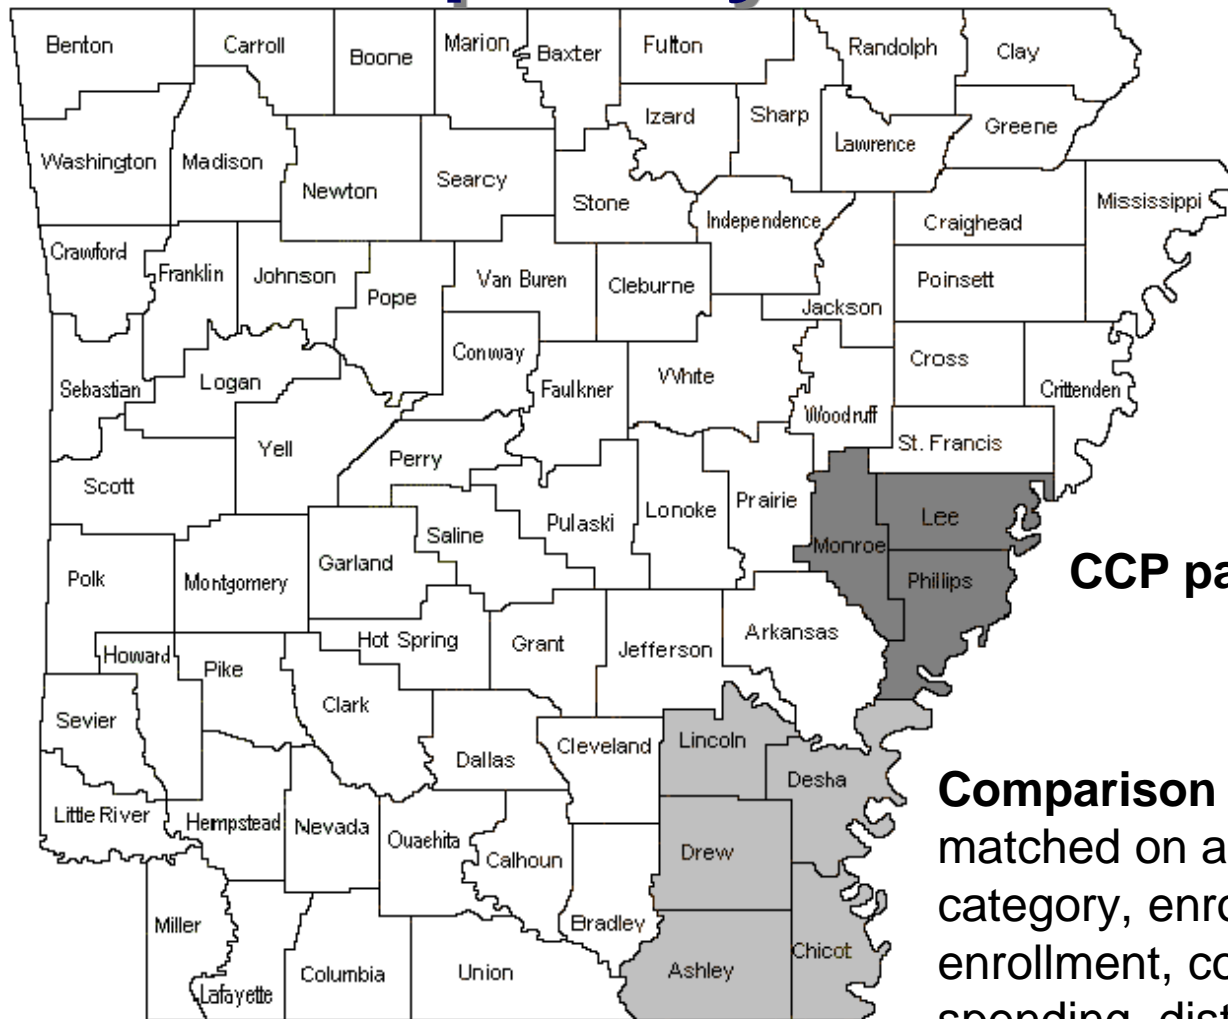 Benton Carroll Boone Marion Baxter Fulton Randolph Clay
Izard Sharp Lawrence Greene
Washington Madison Newton Searcy Stone Independence Craighead Mississippi
Crawford Franklin Johnson Pope Van Buren Cleburne Jackson Poinsett
Sebastian Logan Conway Faulkner White Woodruff Cross Crittenden
Scott Yell Perry St. Francis
Polk Montgomery Garland Saline Pulaski Lonoke Prairie Monroe Lee
Phillips
CCP pa
Howard Pike Hot Spring Grant Jefferson Arkansas
Sevier Clark Dallas Cleveland Lincoln Desha
Little River Hempstead Nevada Ouachita Calhoun Drew
Miller Bradley
Lafayette Columbia Union Ashley Chicot
Comparison
matched on a
category, enro
enrollment, co